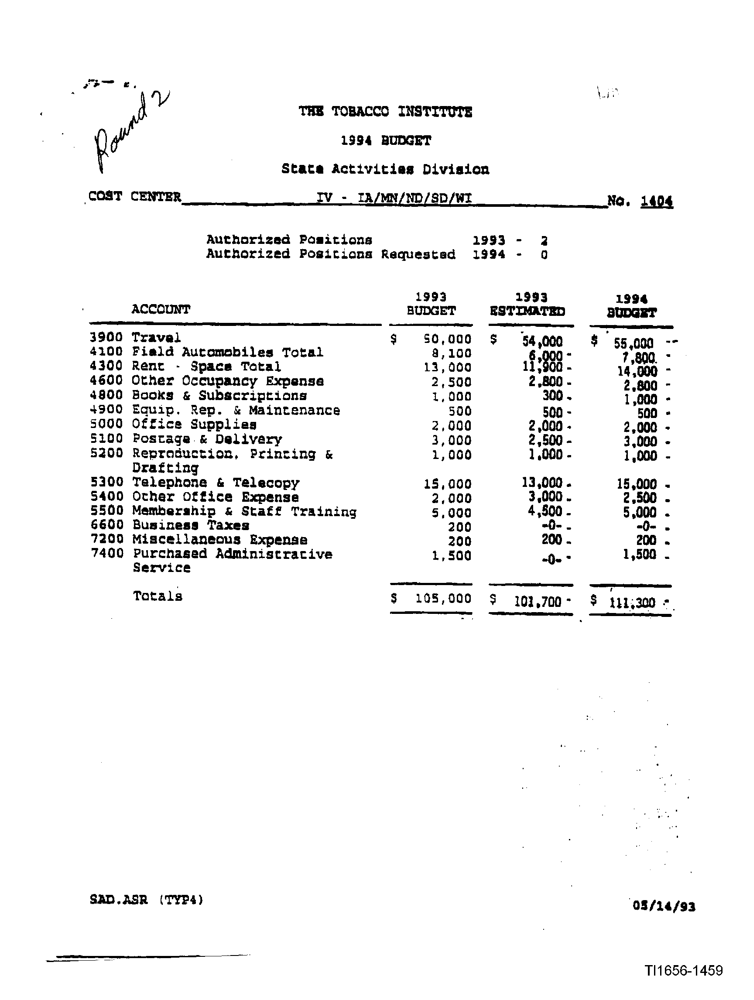 Round 2
THE TOBACCO INSTITUTE
1994 BUDGET
State Activities Division
COST CENTER IV - IA/MN/ND/SD/WI No. 1404
Authorized Positions 1993 - 2
Authorized Positions Requested 1994 - 0
1993 1993 1994
ACCOUNT BUDGET ESTIMATED BUDGET
3900 Travel $ 50,000 $ 54,000 $ 55,000 --
4100 Field Automobiles Total 8,100 6,000 - 7,800. -
4300 Rent - Space Total 13,000 11,900 - 14,000 -
4600 Other Occupancy Expense 2,500 2,800 - 2,800 -
4800 Books & Subscriptions 1,000 300 - 1,000 -
4900 Equip. Rep. & Maintenance 500 500 - 500 -
5000 Office Supplies 2,000 2,000 - 2,000 -
5100 Postage & Delivery 3,000 2,500 - 3,000 -
5200 Reproduction, Printing & 1,000 1,000 - 1,000 -
Drafting
5300 Telephone & Telecopy 15,000 13,000 - 15,000 -
5400 Other Office Expense 2,000 3,000 - 2,500 -
5500 Membership & Staff Training 5,000 4,500 - 5,000 -
6600 Business Taxes 200 -0- - -0- -
7200 Miscellaneous Expense 200 200 - 200 -
7400 Purchased Administrative 1,500 -0- - 1,500 -
Service
Totals $ 105,000 $ 101,700 - $ 111,300 -
SAD.ASR (TYP4) 05/14/93
TI1656-1459